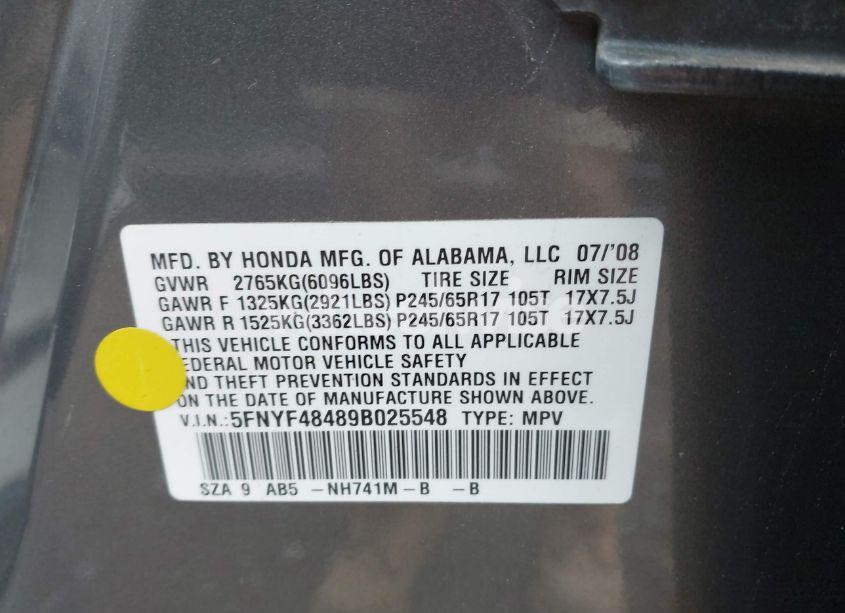 MFD. BY HONDA MFG. OF ALABAMA, LLC 07/'08
GVWR 2765KG(6096LBS) TIRE SIZE RIM SIZE
GAWR F 1325KG(2921LBS) P245/65R17 105T 17X7.5J
GAWR R 1525KG(3362LBS) P245/65R17 105T 17X7.5J
THIS VEHICLE CONFORMS TO ALL APPLICABLE
FEDERAL MOTOR VEHICLE SAFETY
AND THEFT PREVENTION STANDARDS IN EFFECT
ON THE DATE OF MANUFACTURE SHOWN ABOVE.
V.I.N.:5FNYF48489B025548 TYPE: MPV
SZA 9 AB5 -NH741M-B -B